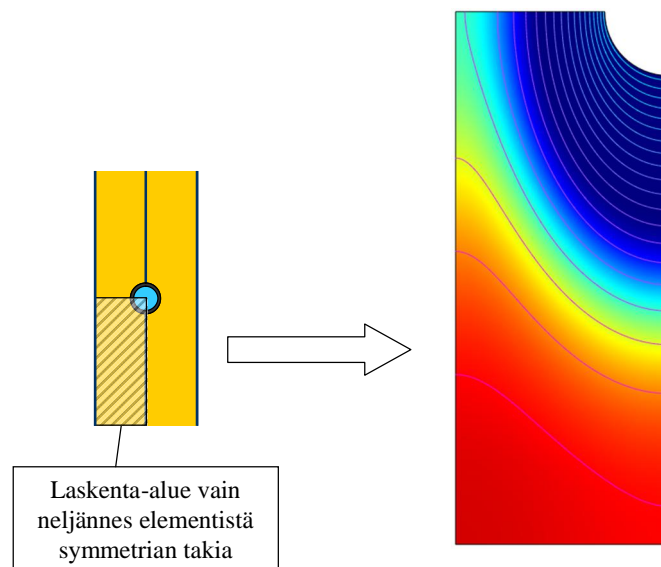 Laskenta-alue vain
neljännes elementistä
symmetrian takia